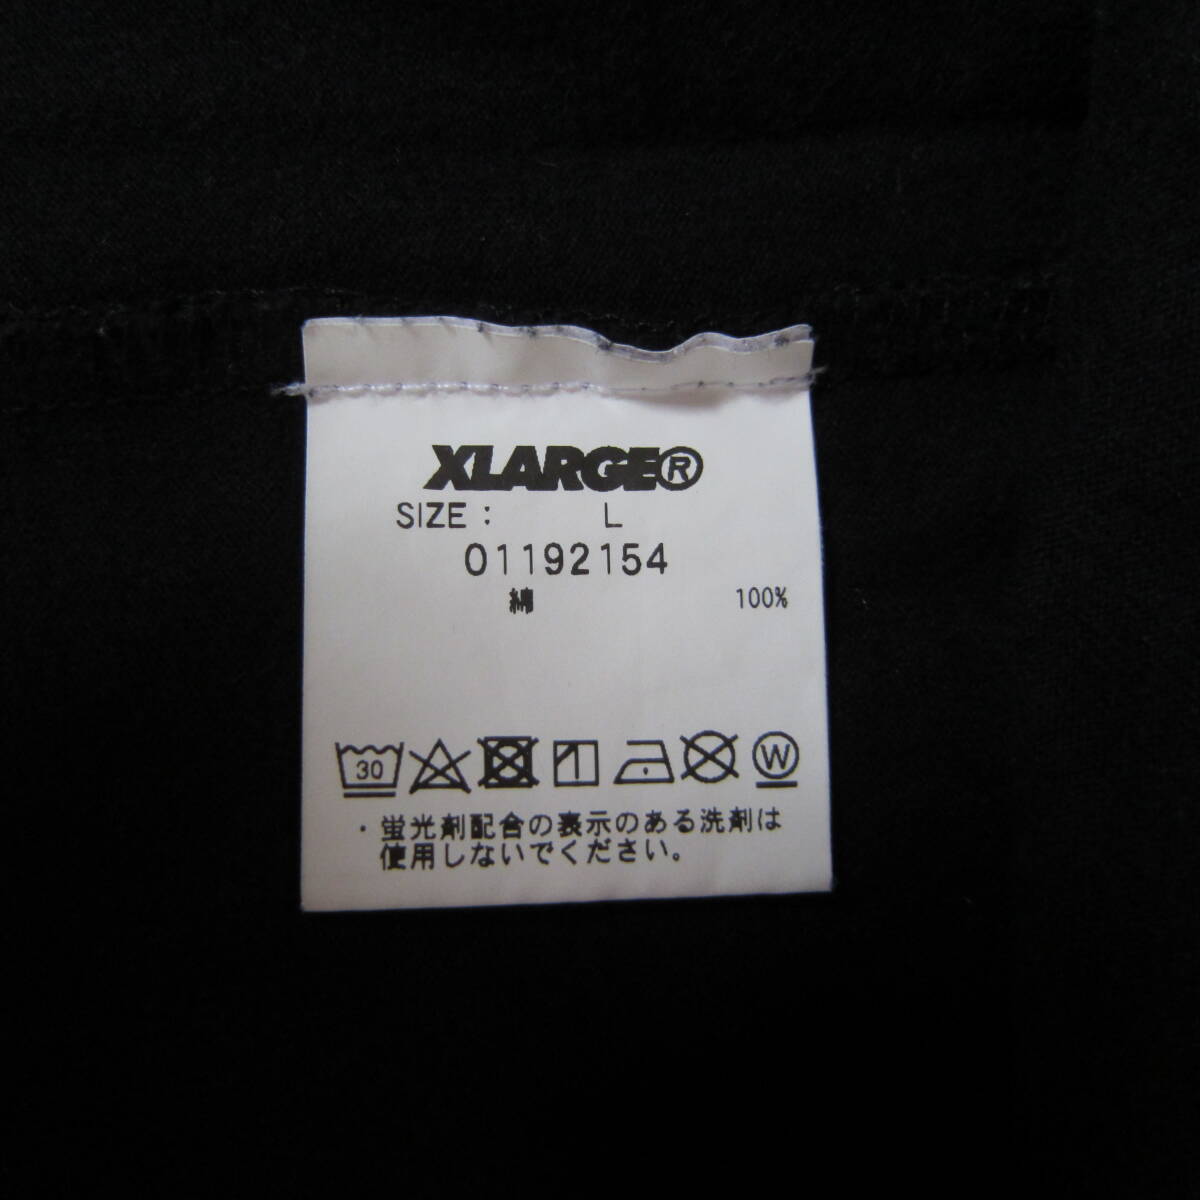 XLARGE®
SIZE : L
01192154
綿 100%
30 W
・蛍光剤配合の表示のある洗剤は
使用しないでください。